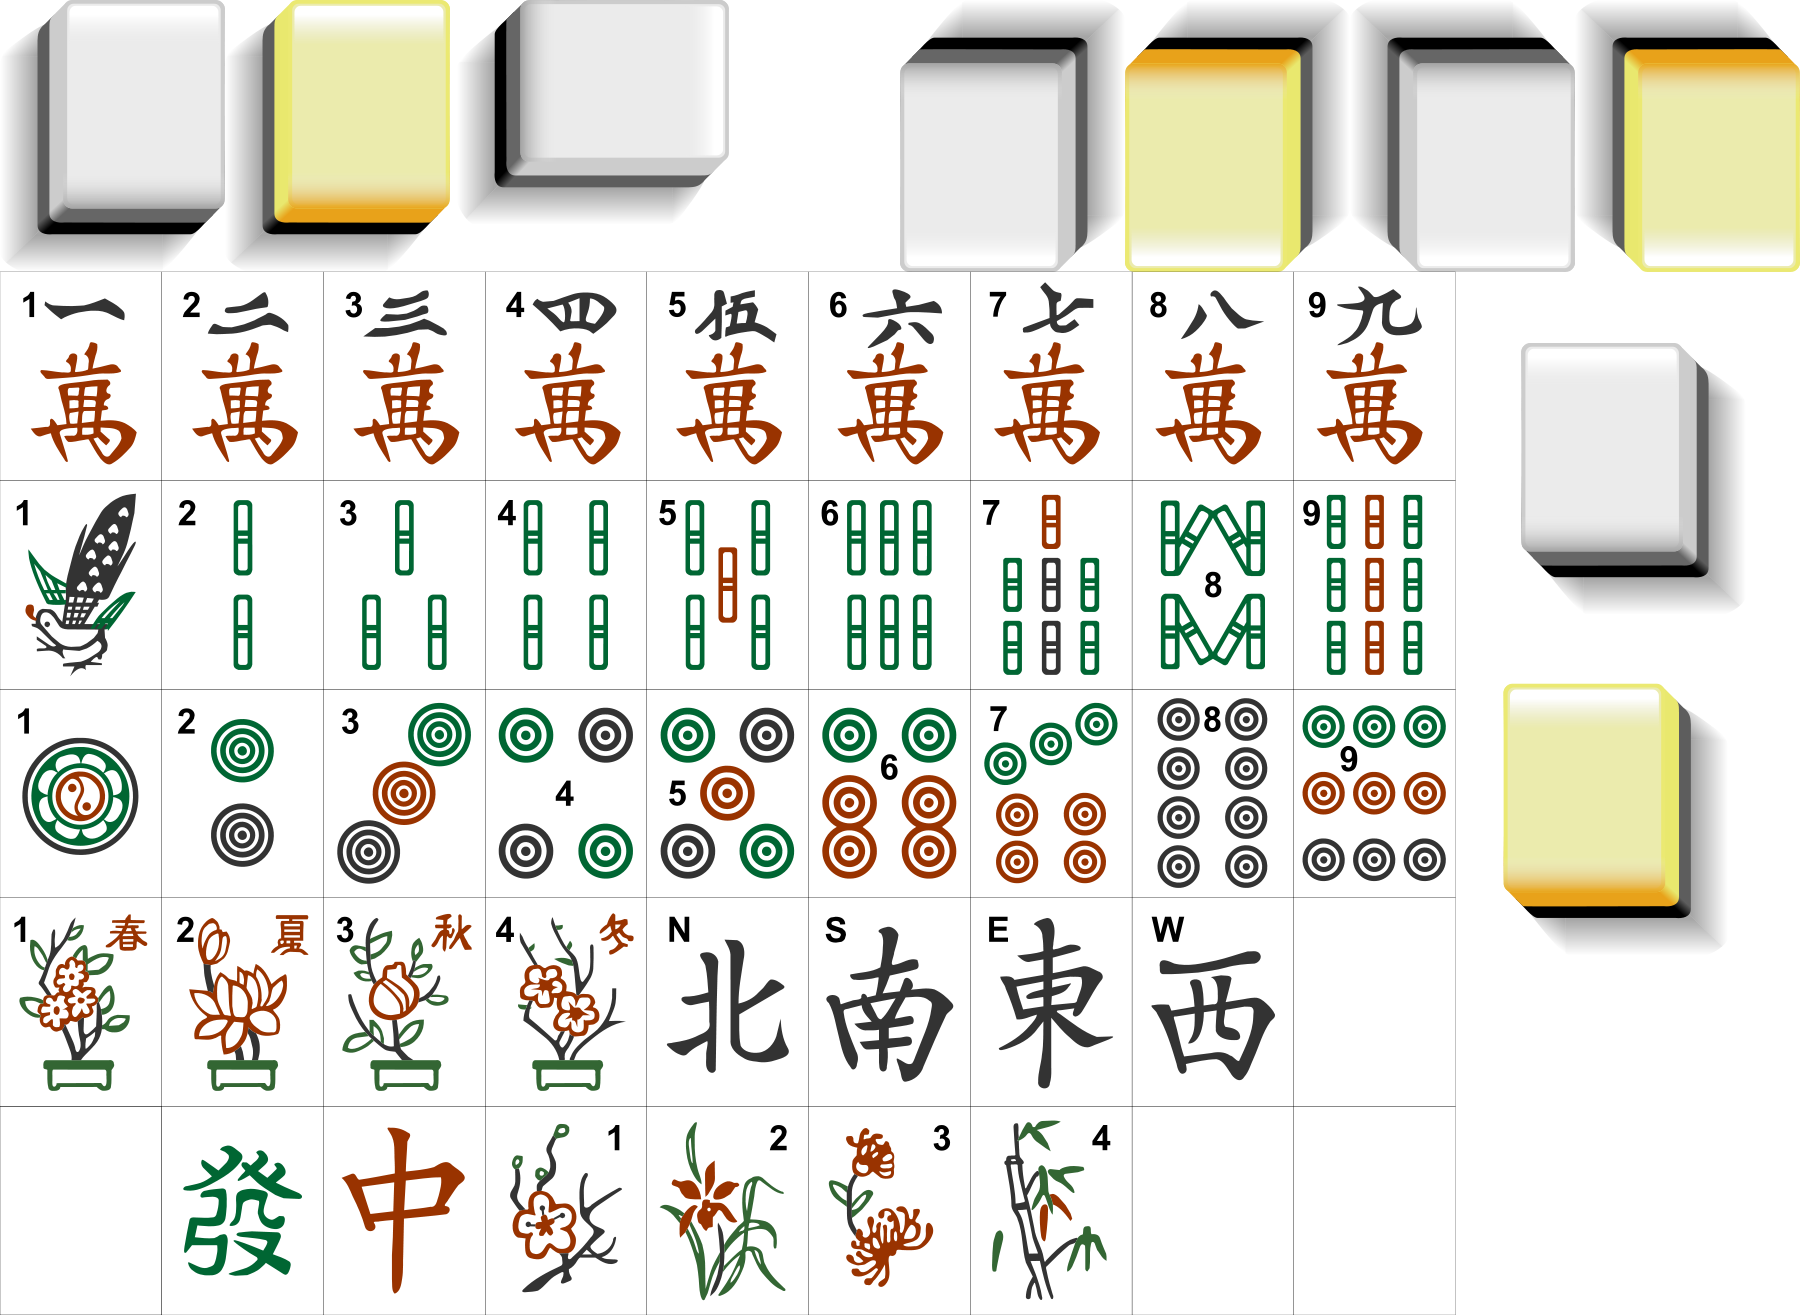 1 一 2 二 3 三 4 四 5 伍 6 六 7 七 8 八 9 九
萬 萬 萬 萬 萬 萬 萬 萬 萬
1 2 3 4 5 6 7 8 9
1 2 3 4 5 6 7 8 9
1 春 2 夏 3 秋 4 冬 N S E W
北 南 東 西
1 2 3 4
發 中